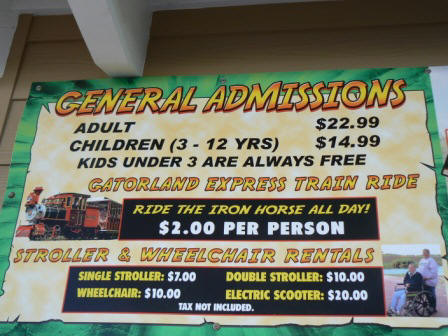 GENERAL ADMISSIONS
ADULT $22.99
CHILDREN (3 - 12 YRS) $14.99
KIDS UNDER 3 ARE ALWAYS FREE
GATORLAND EXPRESS TRAIN RIDE
RIDE THE IRON HORSE ALL DAY!
$2.00 PER PERSON
STROLLER & WHEELCHAIR RENTALS
SINGLE STROLLER: $7.00 DOUBLE STROLLER: $10.00
WHEELCHAIR: $10.00 ELECTRIC SCOOTER: $20.00
TAX NOT INCLUDED.